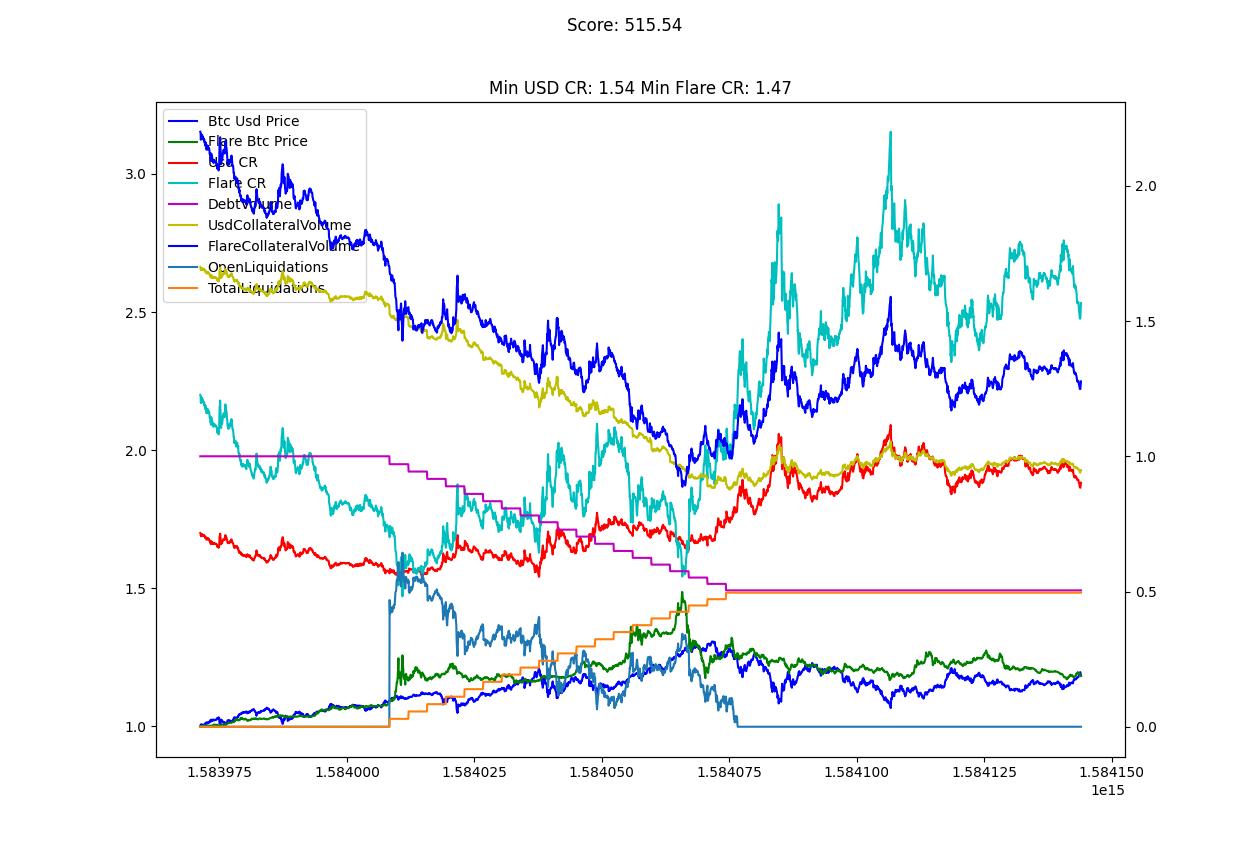 Score: 515.54
Min USD CR: 1.54 Min Flare CR: 1.47
Btc Usd Price
Flare Btc Price
Usd CR
Flare CR
DebtVolume
UsdCollateralVolume
FlareCollateralVolume
OpenLiquidations
TotalLiquidations
3.0
2.5
2.0
1.5
1.0
2.0
1.5
1.0
0.5
0.0
1.583975
1.584000
1.584025
1.584050
1.584075
1.584100
1.584125
1.584150
1e15